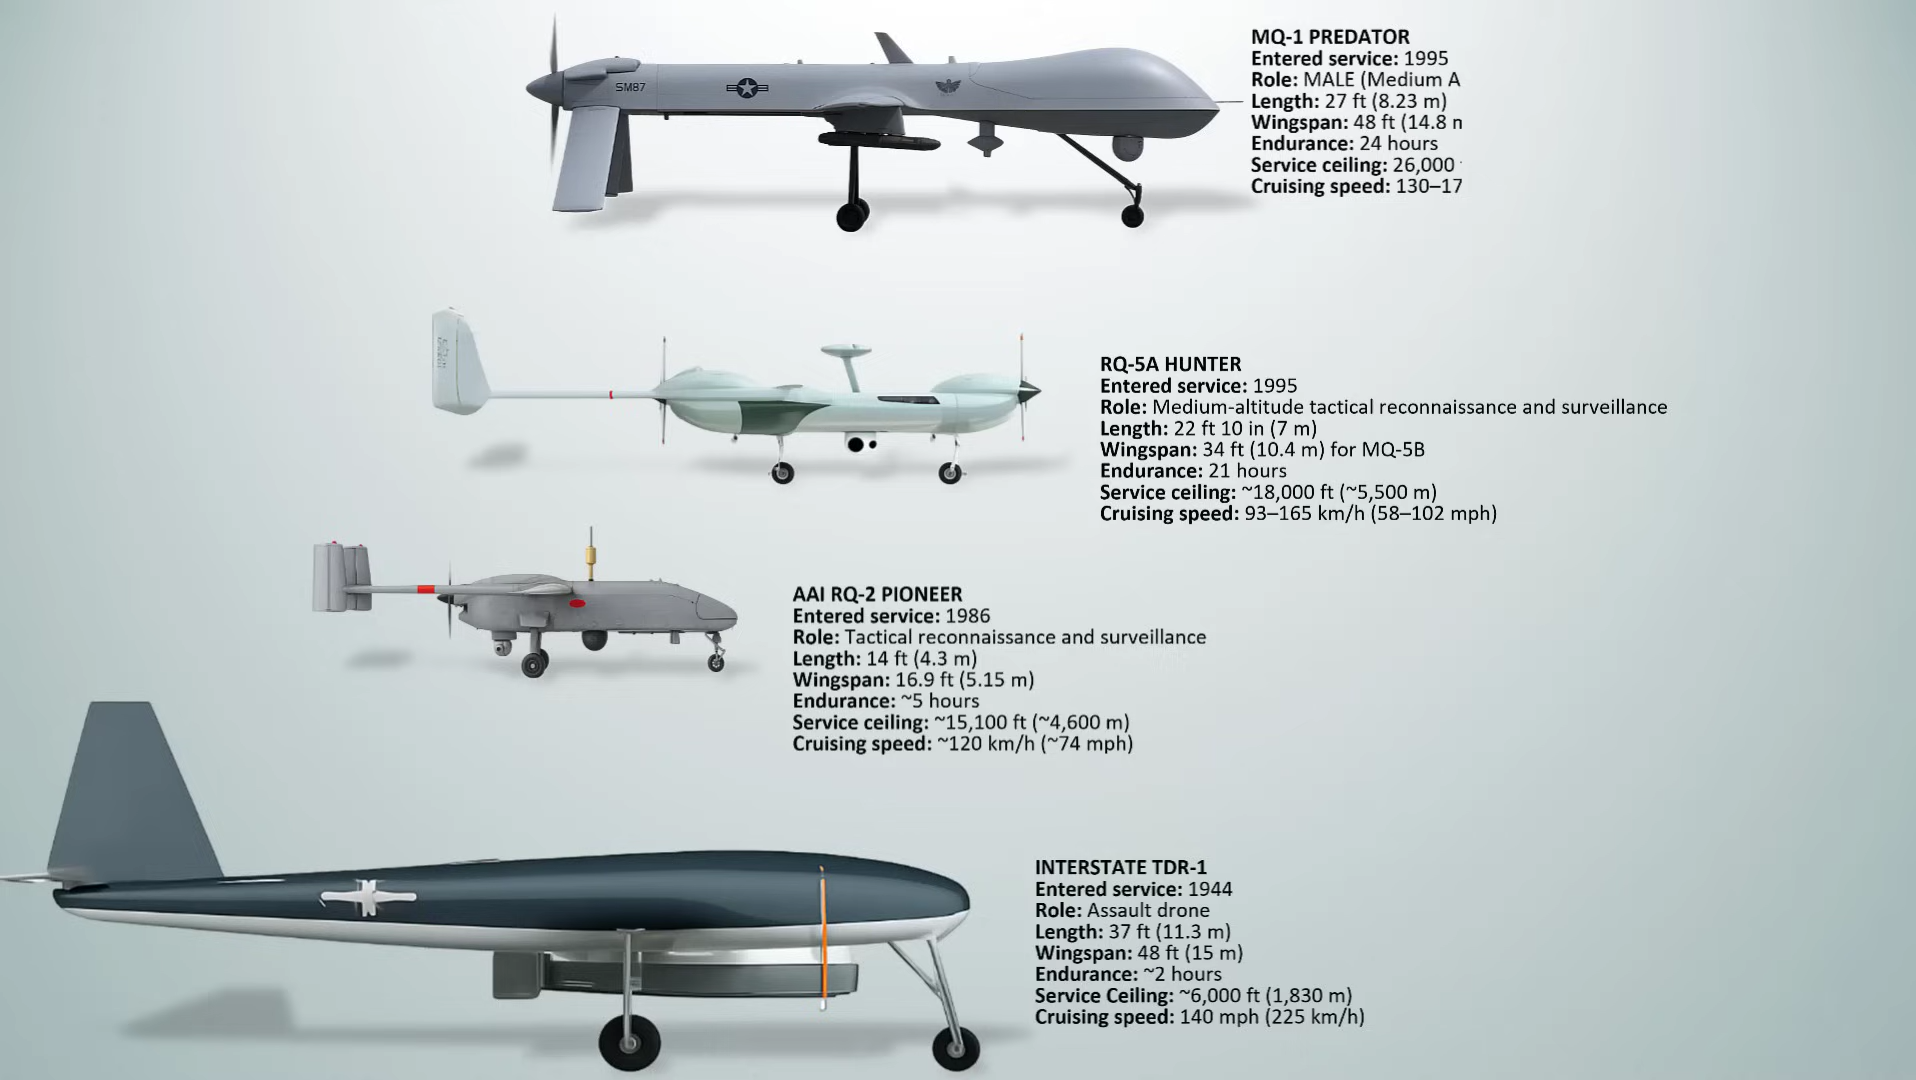 MQ-1 PREDATOR
Entered service: 1995
Role: MALE (Medium A
Length: 27 ft (8.23 m)
Wingspan: 48 ft (14.8
Endurance: 24 hours
Service ceiling: 26,000
Cruising speed: 130–17
SM87
RQ-5A HUNTER
Entered service: 1995
Role: Medium-altitude tactical reconnaissance and surveillance
Length: 22 ft 10 in (7 m)
Wingspan: 34 ft (10.4 m) for MQ-5B
Endurance: 21 hours
Service ceiling: ~18,000 ft (~5,500 m)
Cruising speed: 93–165 km/h (58–102 mph)
AAI RQ-2 PIONEER
Entered service: 1986
Role: Tactical reconnaissance and surveillance
Length: 14 ft (4.3 m)
Wingspan: 16.9 ft (5.15 m)
Endurance: ~5 hours
Service ceiling: ~15,100 ft (~4,600 m)
Cruising speed: ~120 km/h (~74 mph)
INTERSTATE TDR-1
Entered service: 1944
Role: Assault drone
Length: 37 ft (11.3 m)
Wingspan: 48 ft (15 m)
Endurance: ~2 hours
Service Ceiling: ~6,000 ft (1,830 m)
Cruising speed: 140 mph (225 km/h)